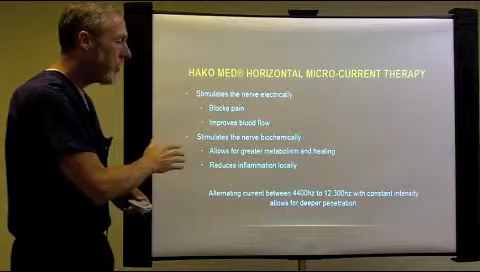 HAKO MED® HORIZONTAL MICRO-CURRENT THERAPY
Stimulates the nerve electrically
Blocks pain
Improves blood flow
Stimulates the nerve biochemically
Allows for greater metabolism and healing
Reduces inflammation locally
Alternating current between 4400hz to 12,300hz with constant intensity
allows for deeper penetration